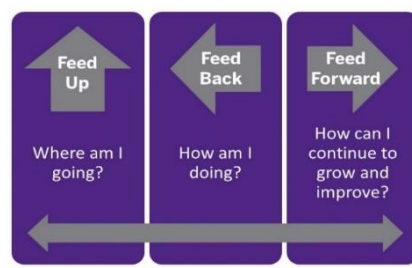 Feed
Up
Where am I
going?
Feed
Back
How am I
doing?
Feed
Forward
How can I
continue to
grow and
improve?